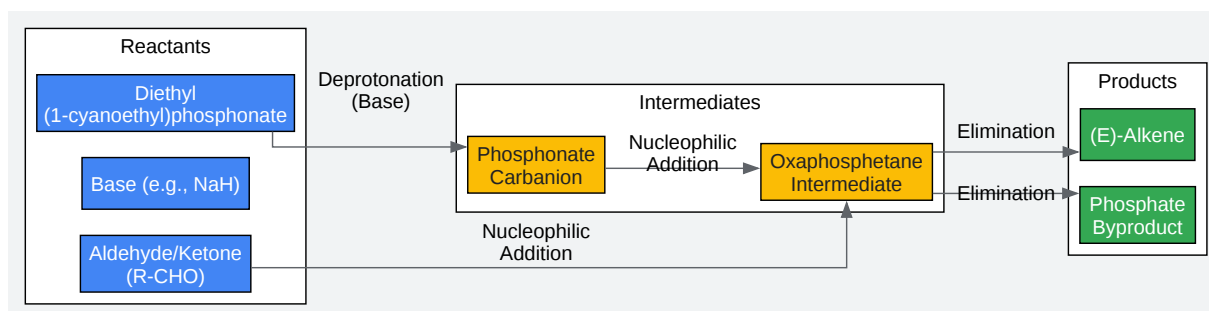 Reactants
Diethyl
(1-cyanoethyl)phosphonate
Base (e.g., NaH)
Aldehyde/Ketone
(R-CHO)
Deprotonation
(Base)
Nucleophilic
Addition
Intermediates
Phosphonate
Carbanion
Nucleophilic
Addition
Oxaphosphetane
Intermediate
Elimination
Elimination
Products
(E)-Alkene
Phosphate
Byproduct